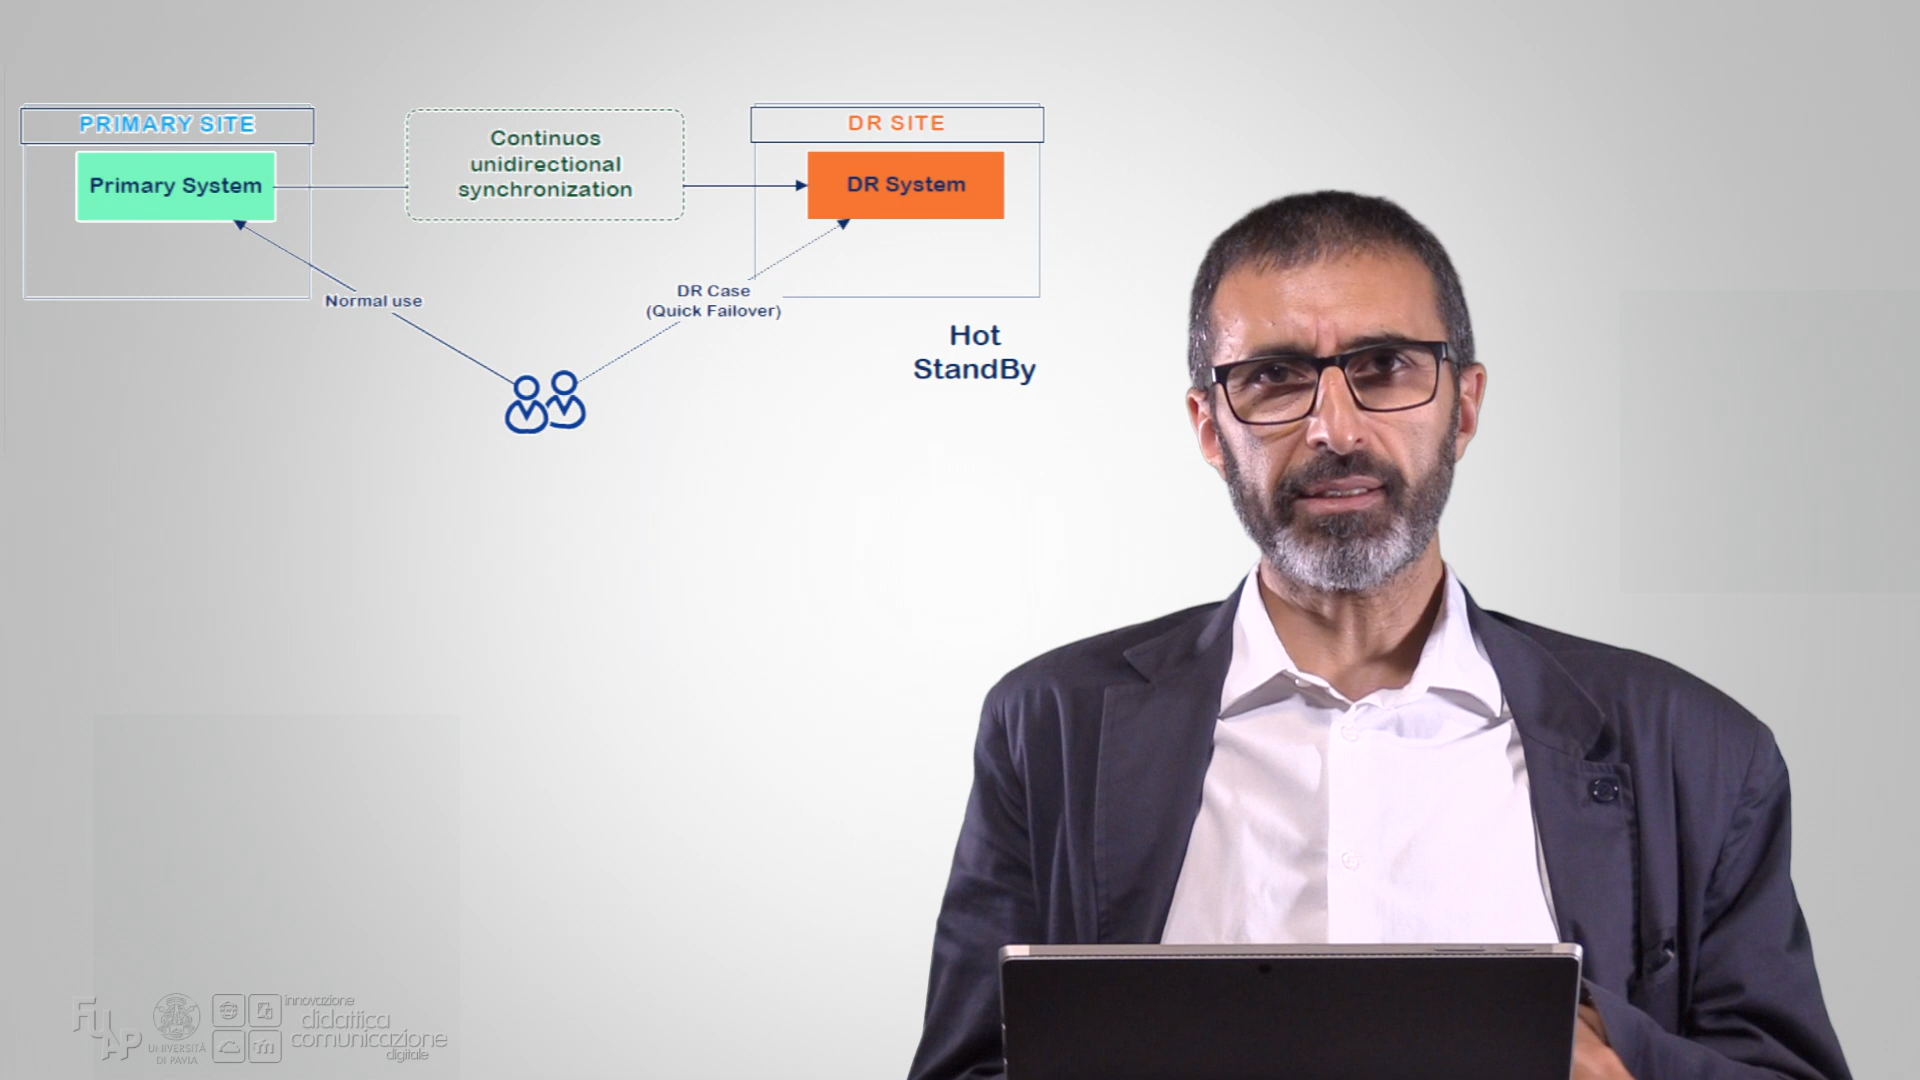 PRIMARY SITE
Primary System
Continuos
unidirectional
synchronization
DR SITE
DR System
Normal use
DR Case
(Quick Failover)
Hot
StandBy
UNIVERSITÀ
DI PAVIA
innovazione
didattica
comunicazione
digitale